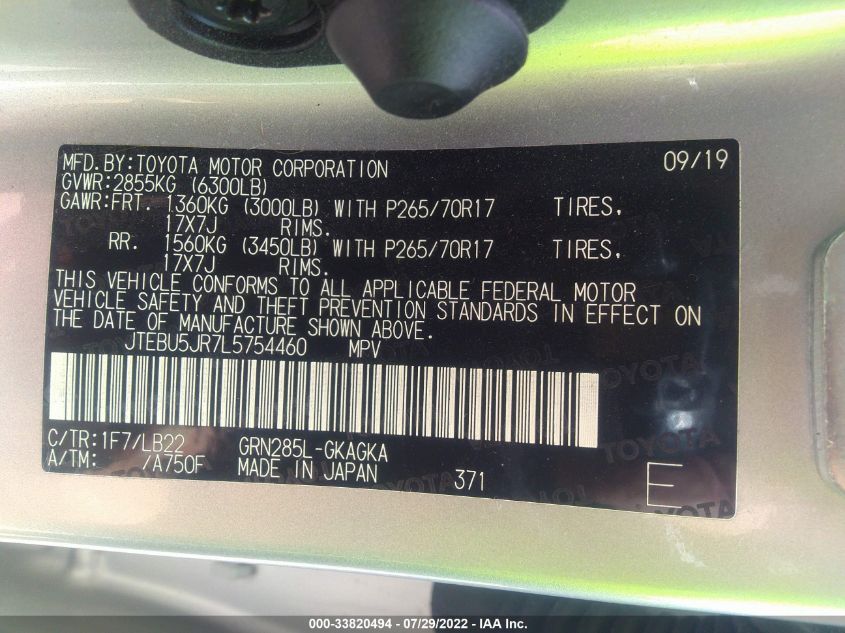 MFD.BY:TOYOTA MOTOR CORPORATION 09/19
GVWR:2855KG (6300LB)
GAWR:FRT. 1360KG (3000LB) WITH P265/70R17 TIRES,
17X7J RIMS.
RR. 1560KG (3450LB) WITH P265/70R17 TIRES,
17X7J RIMS.
THIS VEHICLE CONFORMS TO ALL APPLICABLE FEDERAL MOTOR
VEHICLE SAFETY AND THEFT PREVENTION STANDARDS IN EFFECT ON
THE DATE OF MANUFACTURE SHOWN ABOVE.
JTEBU5JR7L5754460 MPV
C/TR:1F7/LB22 GRN285L-GKAGKA
A/TM: /A750F MADE IN JAPAN 371 E
000-33820494 / 07/29/2022 - IAA Inc.